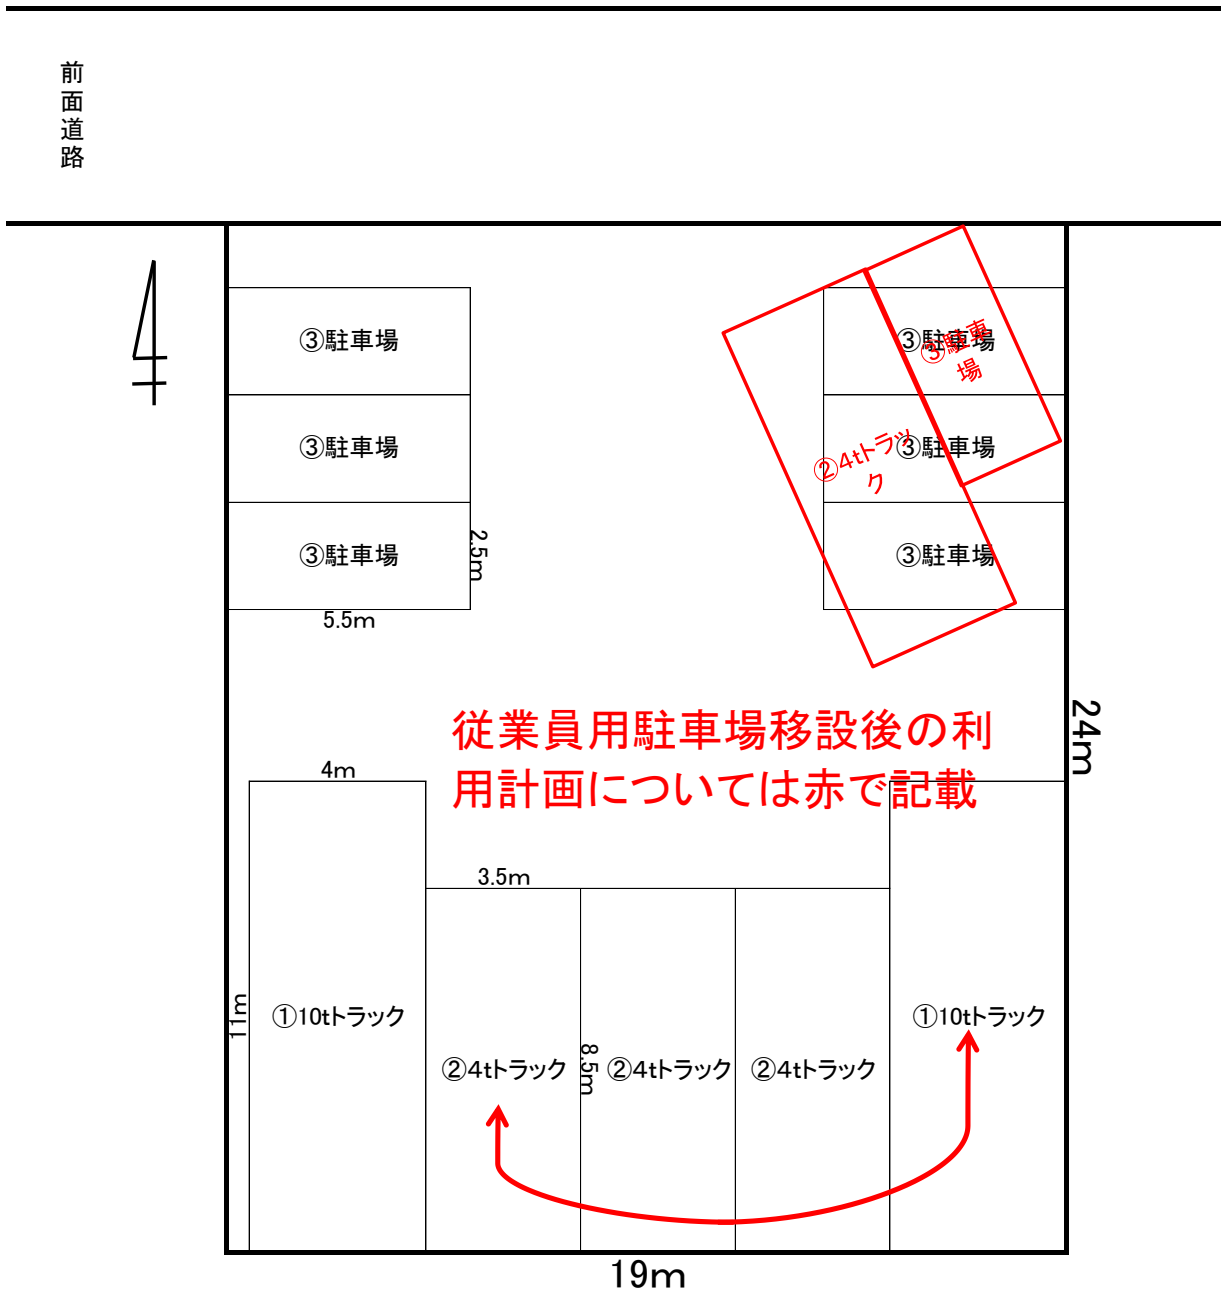 前面道路
③駐車場
③駐車場
③駐車
場
③駐車場
③駐車場
②4tトラッ
ク
③駐車場
③駐車場
2.5m
5.5m
従業員用駐車場移設後の利
用計画については赤で記載
24m
4m
3.5m
11m
①10tトラック
①10tトラック
②4tトラック
8.5m
②4tトラック
②4tトラック
19m